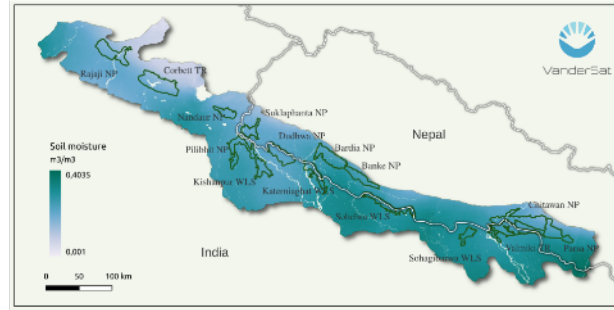 VanderSat
Corbett TR
Rajaji NP
Suklaphanta NP
Nandaur NP
Dudhwa NP
Nepal
Bardia NP
Pilibhit NP
Banke NP
Kishanpur WLS
Katerniaghat WLS
Soil moisture
m3/m3
0,4035
0,001
Sohelwa WLS
Chitawan NP
Valmiki TR
Parsa NP
Sohagibarwa WLS
India
0 50 100 km